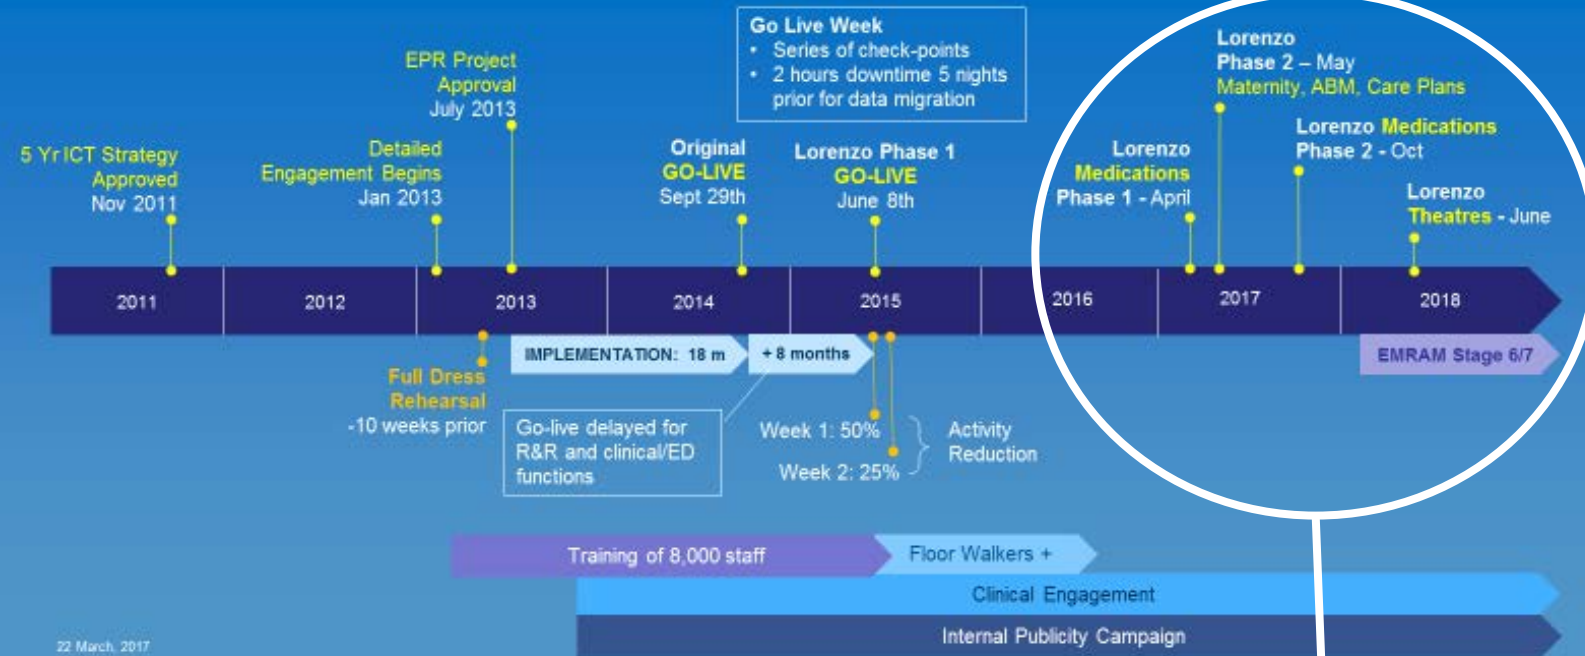 5 Yr ICT Strategy
Approved
Nov 2011
Detailed
Engagement Begins
Jan 2013
EPR Project
Approval
July 2013
Original
GO-LIVE
Sept 29th
Go Live Week
• Series of check-points
• 2 hours downtime 5 nights
prior for data migration
Lorenzo Phase 1
GO-LIVE
June 8th
Lorenzo
Medications
Phase 1 - April
Lorenzo
Phase 2 – May
Maternity, ABM, Care Plans
Lorenzo Medications
Phase 2 - Oct
Lorenzo
Theatres - June
2011
2012
2013
2014
2015
2016
2017
2018
IMPLEMENTATION: 18 m
+ 8 months
EMRAM Stage 6/7
Full Dress
Rehearsal
-10 weeks prior
Go-live delayed for
R&R and clinical/ED
functions
Week 1: 50%
Week 2: 25%
Activity
Reduction
Training of 8,000 staff
Floor Walkers +
Clinical Engagement
Internal Publicity Campaign
22 March, 2017